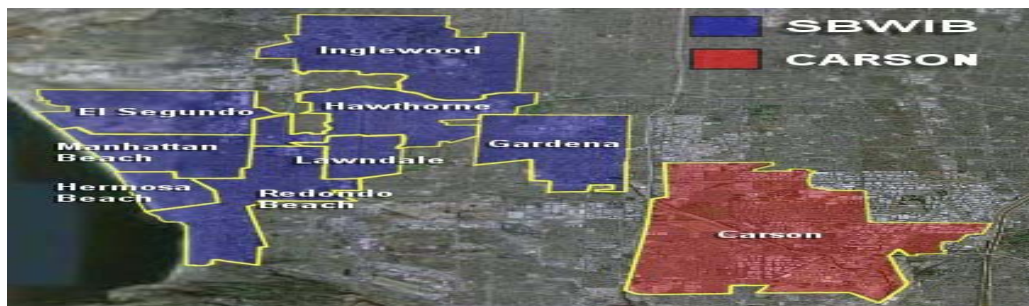 SBWIB
CARSON
Inglewood
Hawthorne
El Segundo
Manhattan
Beach
Lawndale
Gardena
Hermosa
Beach
Redondo
Beach
Carson